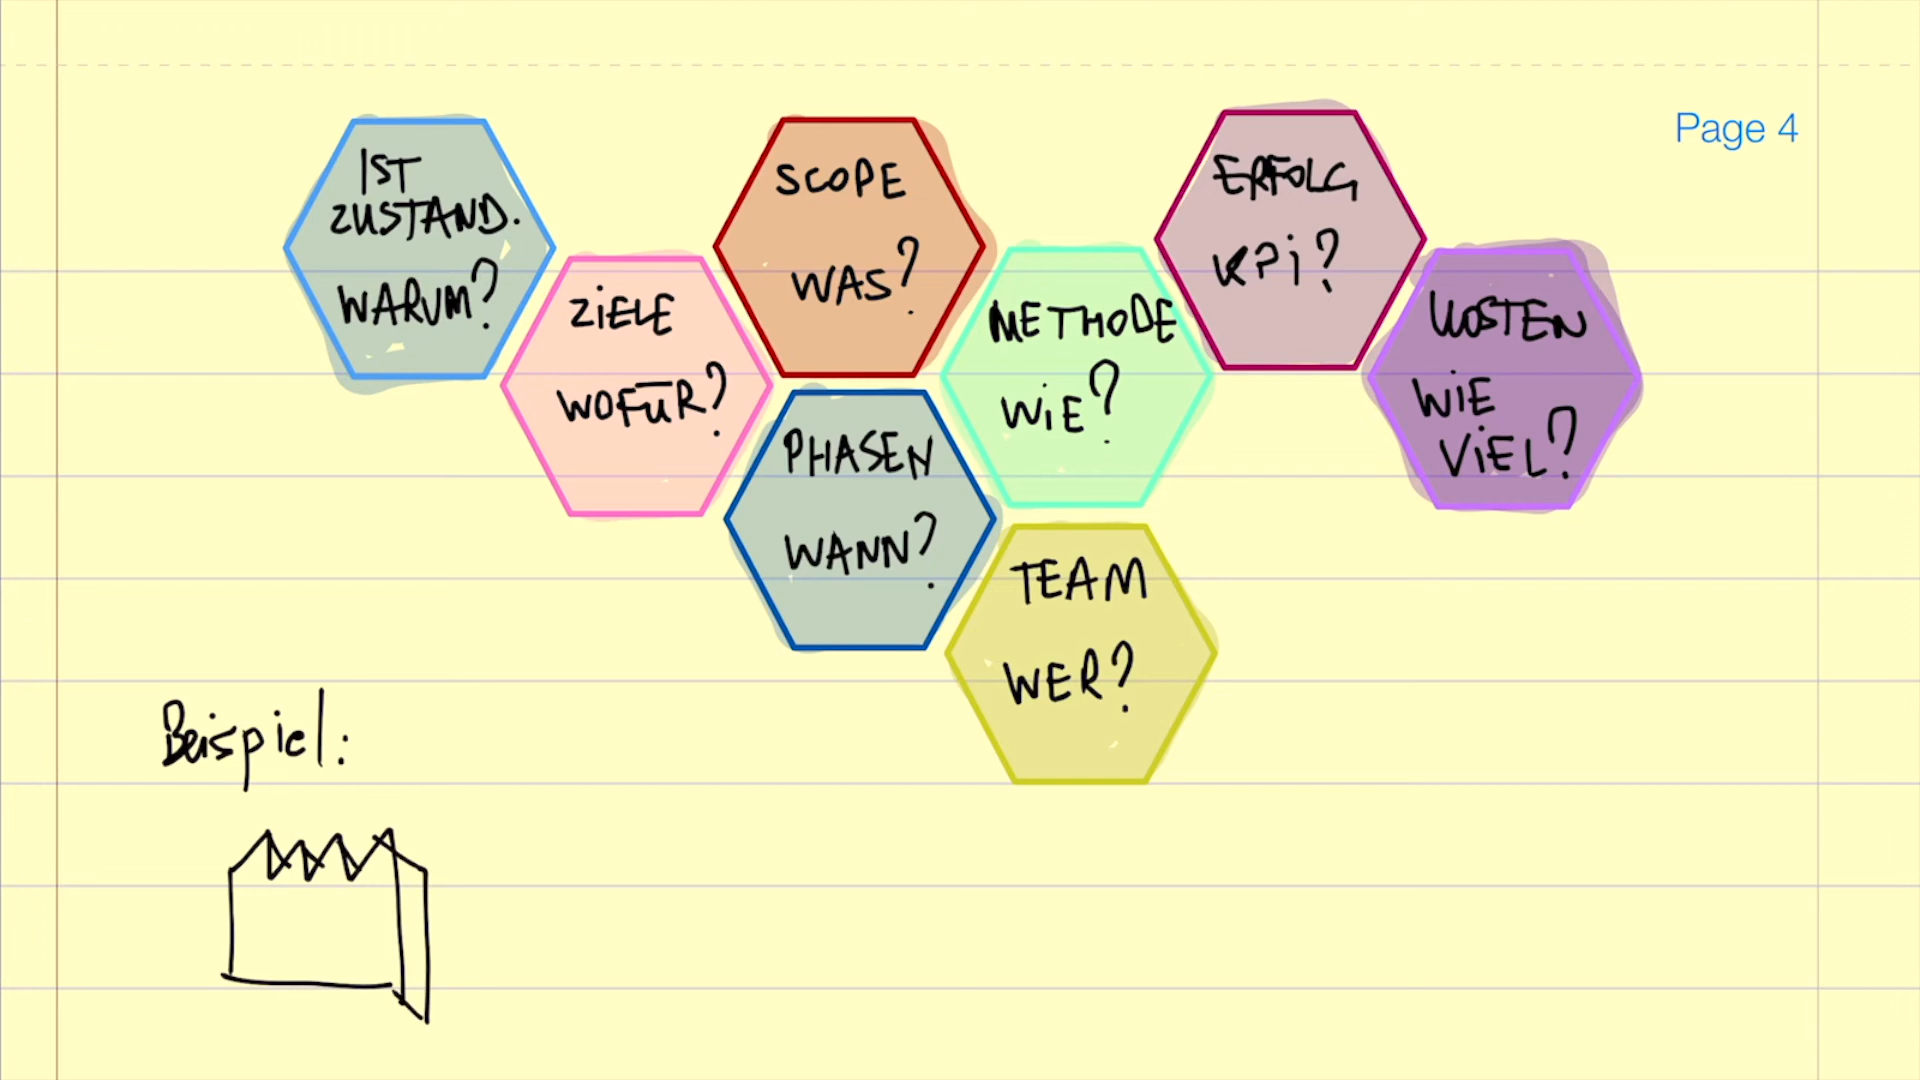 Page 4
IST
ZUSTAND.
WARUM?
ZIELE
WOFÜR?
SCOPE
WAS?
PHASEN
WANN?
METHODE
WIE?
TEAM
WER?
ERFOLG
KPI?
KOSTEN
WIE
VIEL?
Beispiel: